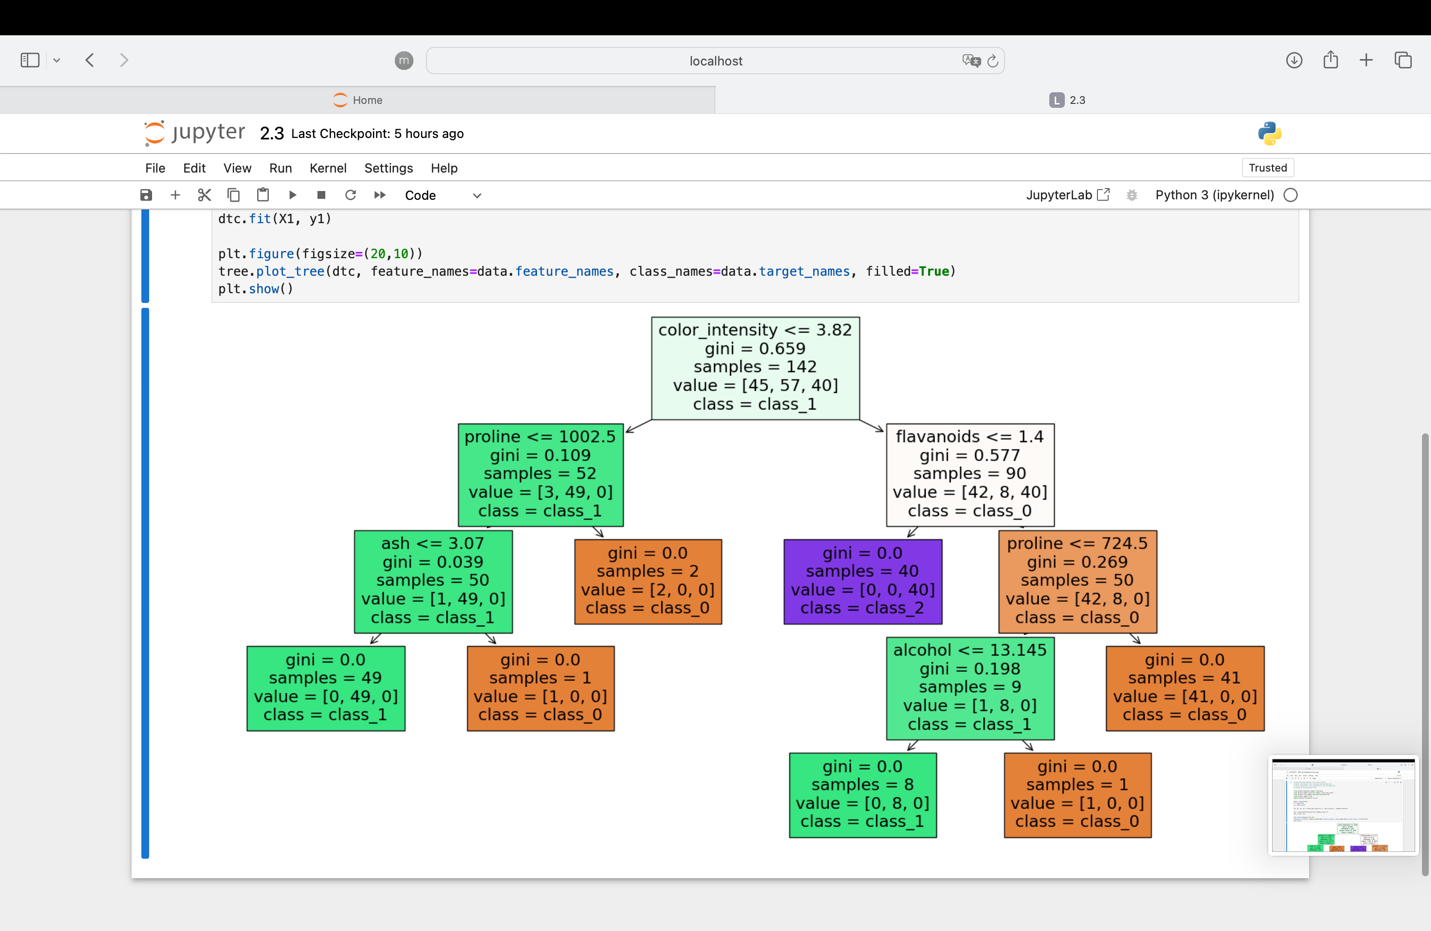 m
localhost
Home
L 2.3
jupyter 2.3 Last Checkpoint: 5 hours ago
File Edit View Run Kernel Settings Help
Trusted
Code
JupyterLab
Python 3 (ipykernel)
dtc.fit(X1, y1)
plt.figure(figsize=(20,10))
tree.plot_tree(dtc, feature_names=data.feature_names, class_names=data.target_names, filled=True)
plt.show()
color_intensity <= 3.82
gini = 0.659
samples = 142
value = [45, 57, 40]
class = class_1
proline <= 1002.5
gini = 0.109
samples = 52
value = [3, 49, 0]
class = class_1
flavanoids <= 1.4
gini = 0.577
samples = 90
value = [42, 8, 40]
class = class_0
ash <= 3.07
gini = 0.039
samples = 50
value = [1, 49, 0]
class = class_1
gini = 0.0
samples = 2
value = [2, 0, 0]
class = class_0
gini = 0.0
samples = 40
value = [0, 0, 40]
class = class_2
proline <= 724.5
gini = 0.269
samples = 50
value = [42, 8, 0]
class = class_0
gini = 0.0
samples = 49
value = [0, 49, 0]
class = class_1
gini = 0.0
samples = 1
value = [1, 0, 0]
class = class_0
alcohol <= 13.145
gini = 0.198
samples = 9
value = [1, 8, 0]
class = class_1
gini = 0.0
samples = 41
value = [41, 0, 0]
class = class_0
gini = 0.0
samples = 8
value = [0, 8, 0]
class = class_1
gini = 0.0
samples = 1
value = [1, 0, 0]
class = class_0